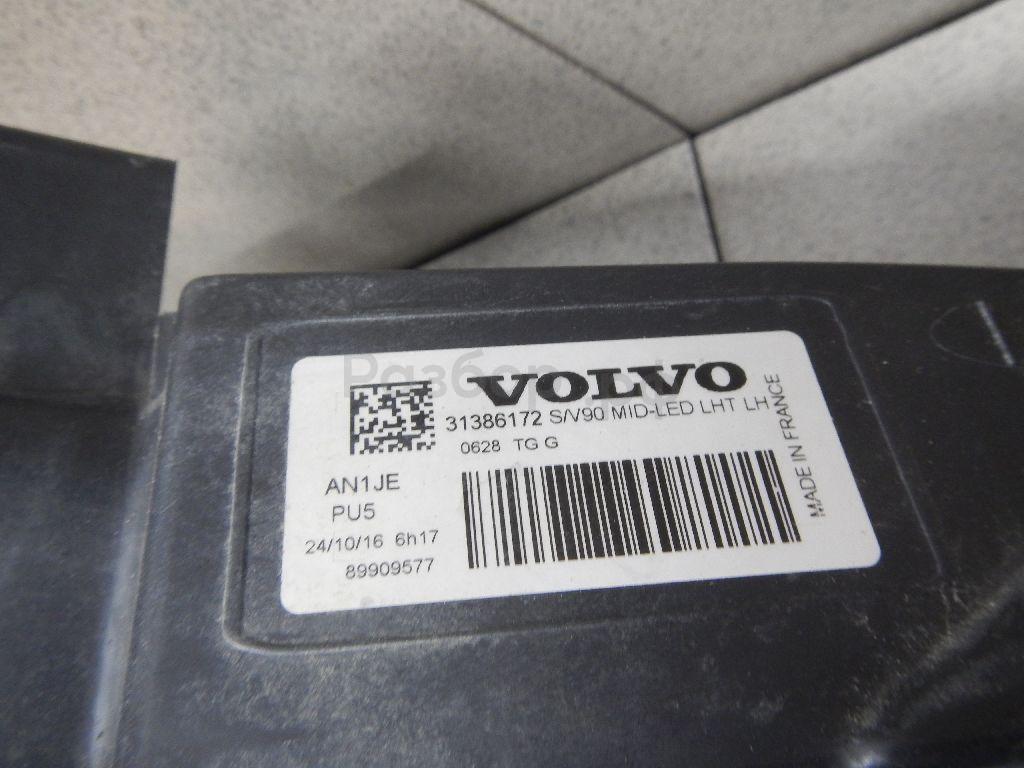 VOLVO
31386172 S/V90 MID-LED LHT LH
0628 TG G
MADE IN FRANCE
AN1JE
PU5
24/10/16 6h17
89909577